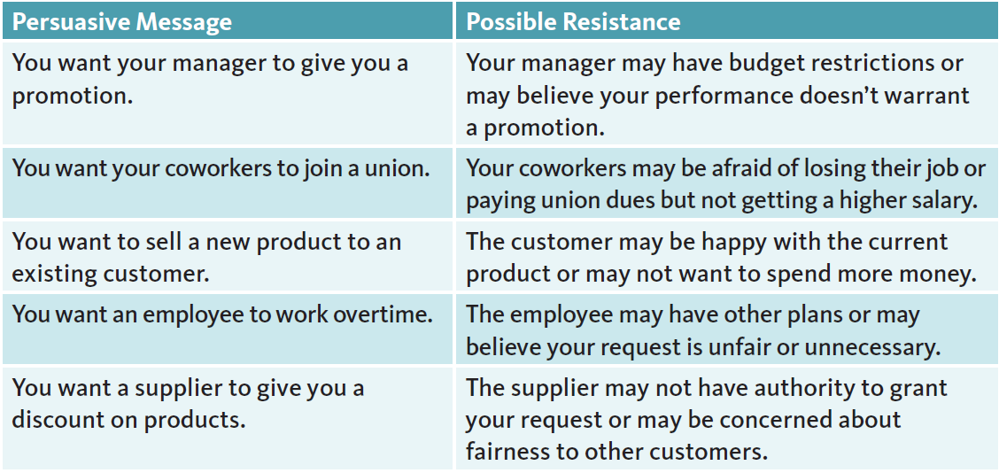 Persuasive Message
Possible Resistance
You want your manager to give you a
promotion.
Your manager may have budget restrictions or
may believe your performance doesn’t warrant
a promotion.
You want your coworkers to join a union.
Your coworkers may be afraid of losing their job or
paying union dues but not getting a higher salary.
You want to sell a new product to an
existing customer.
The customer may be happy with the current
product or may not want to spend more money.
You want an employee to work overtime.
The employee may have other plans or may
believe your request is unfair or unnecessary.
You want a supplier to give you a
discount on products.
The supplier may not have authority to grant
your request or may be concerned about
fairness to other customers.